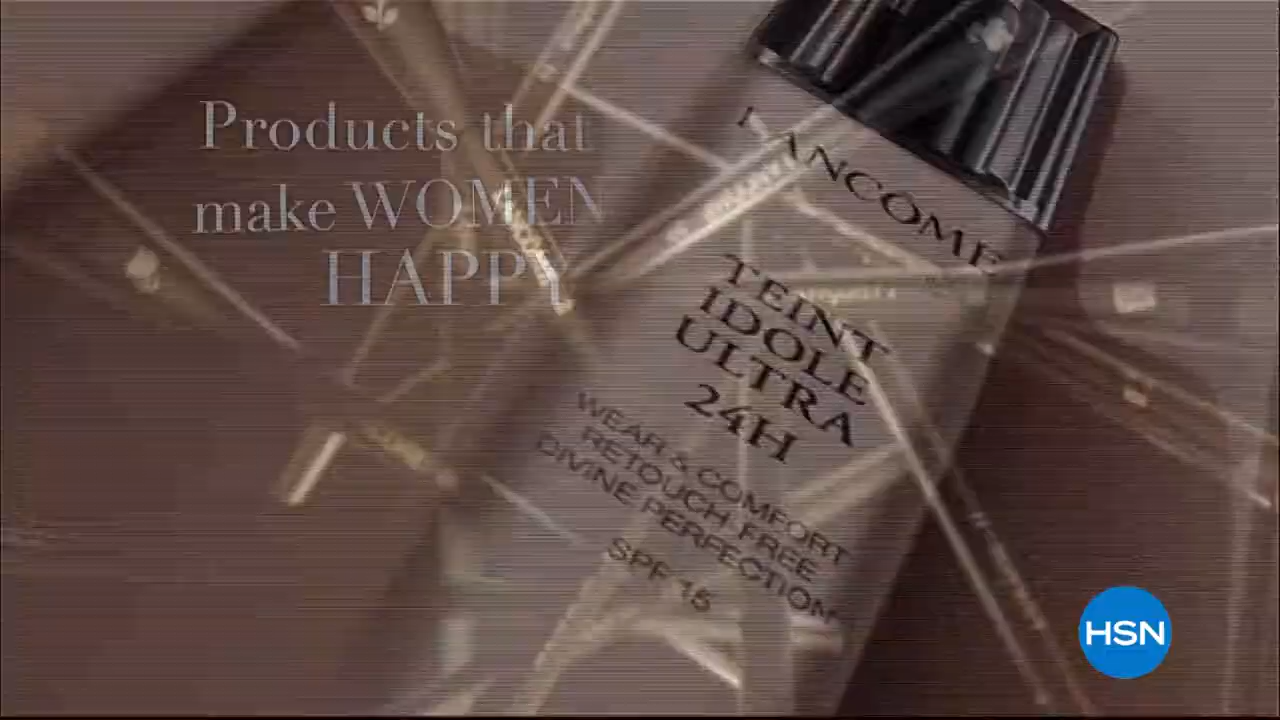 Products that
make WOMEN
HAPPY
LANCOME
TEINT
IDOLE
ULTRA
24H
WEAR & COMFORT
RETOUCH-FREE
DIVINE PERFECTION
SPF 15
HSN